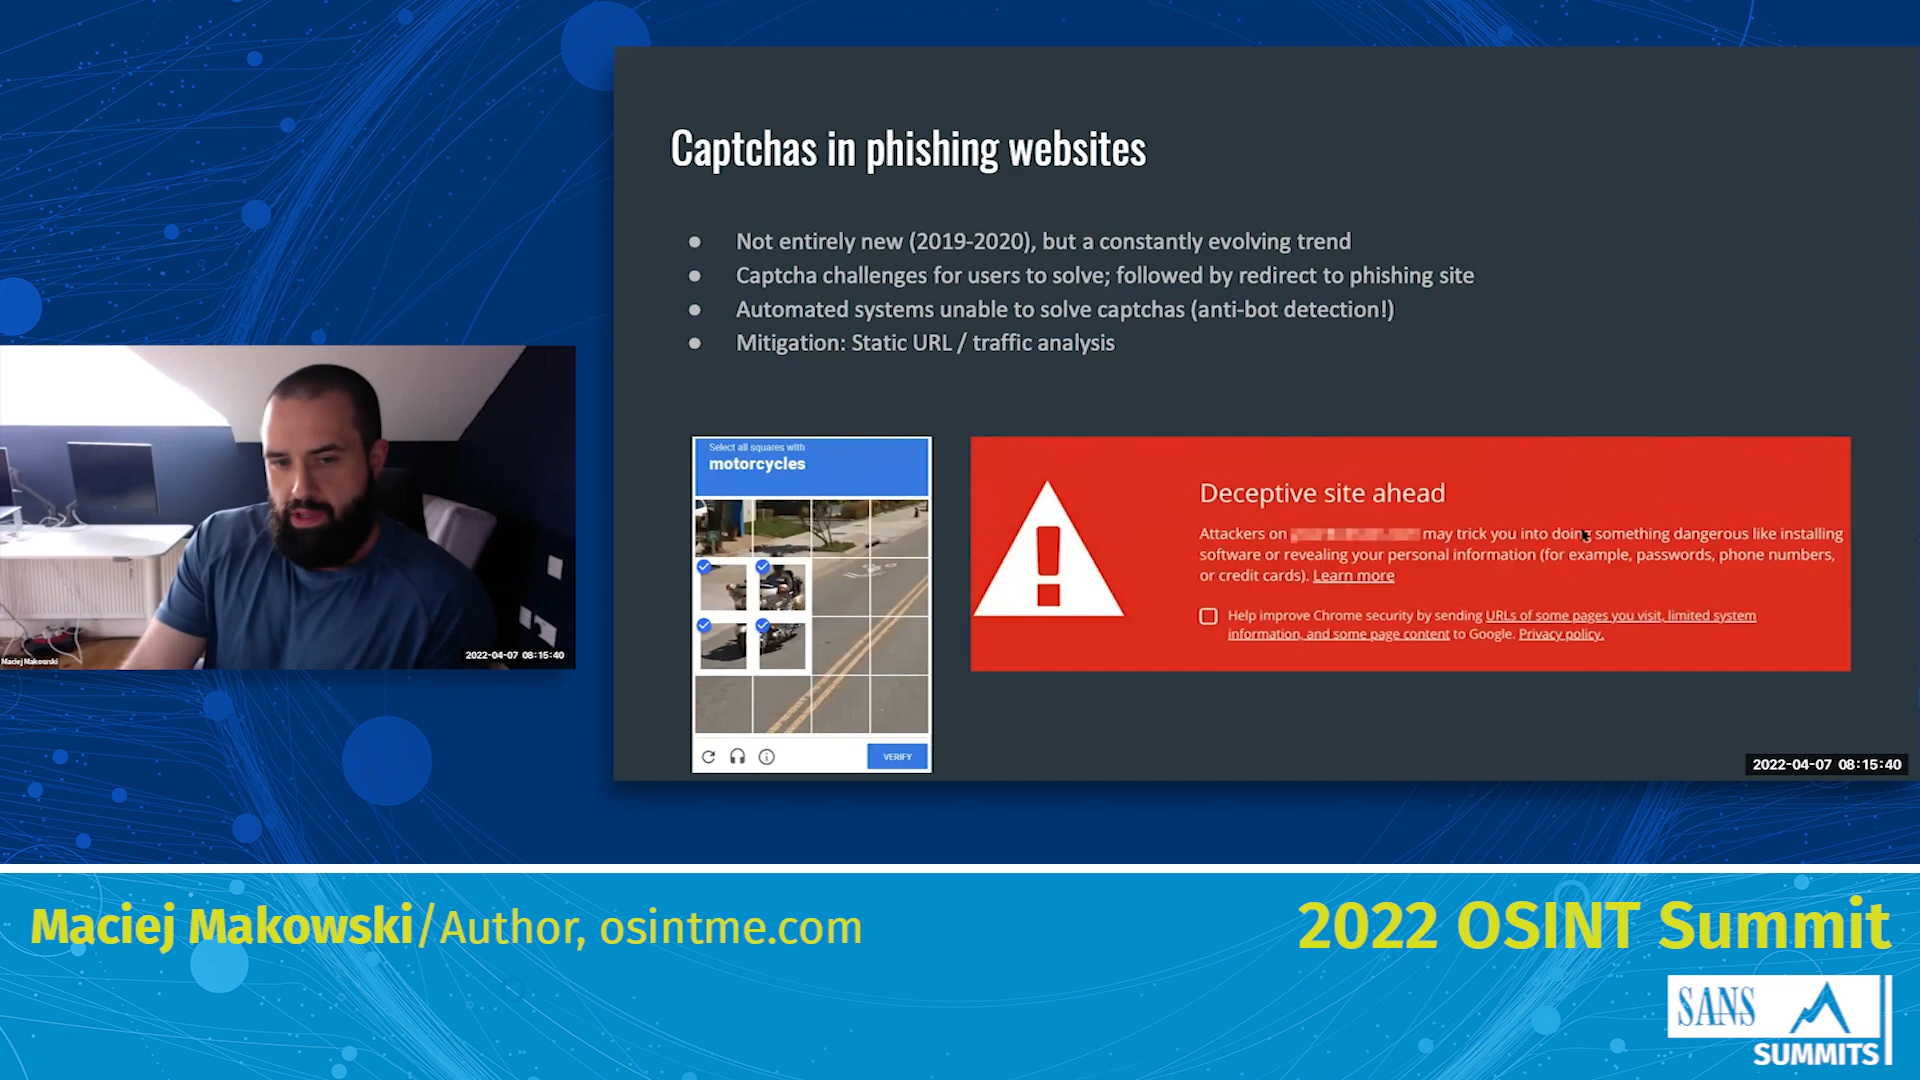 Captchas in phishing websites
● Not entirely new (2019-2020), but a constantly evolving trend
● Captcha challenges for users to solve; followed by redirect to phishing site
● Automated systems unable to solve captchas (anti-bot detection!)
● Mitigation: Static URL / traffic analysis
Select all squares with
motorcycles
VERIFY
Deceptive site ahead
Attackers on may trick you into doing something dangerous like installing
software or revealing your personal information (for example, passwords, phone numbers,
or credit cards). Learn more
Help improve Chrome security by sending URLs of some pages you visit, limited system
information, and some page content to Google. Privacy policy.
2022-04-07 08:15:40
Maciej Makowski
2022-04-07 08:15:40
Maciej Makowski/Author, osintme.com
2022 OSINT Summit
SANS
SUMMITS